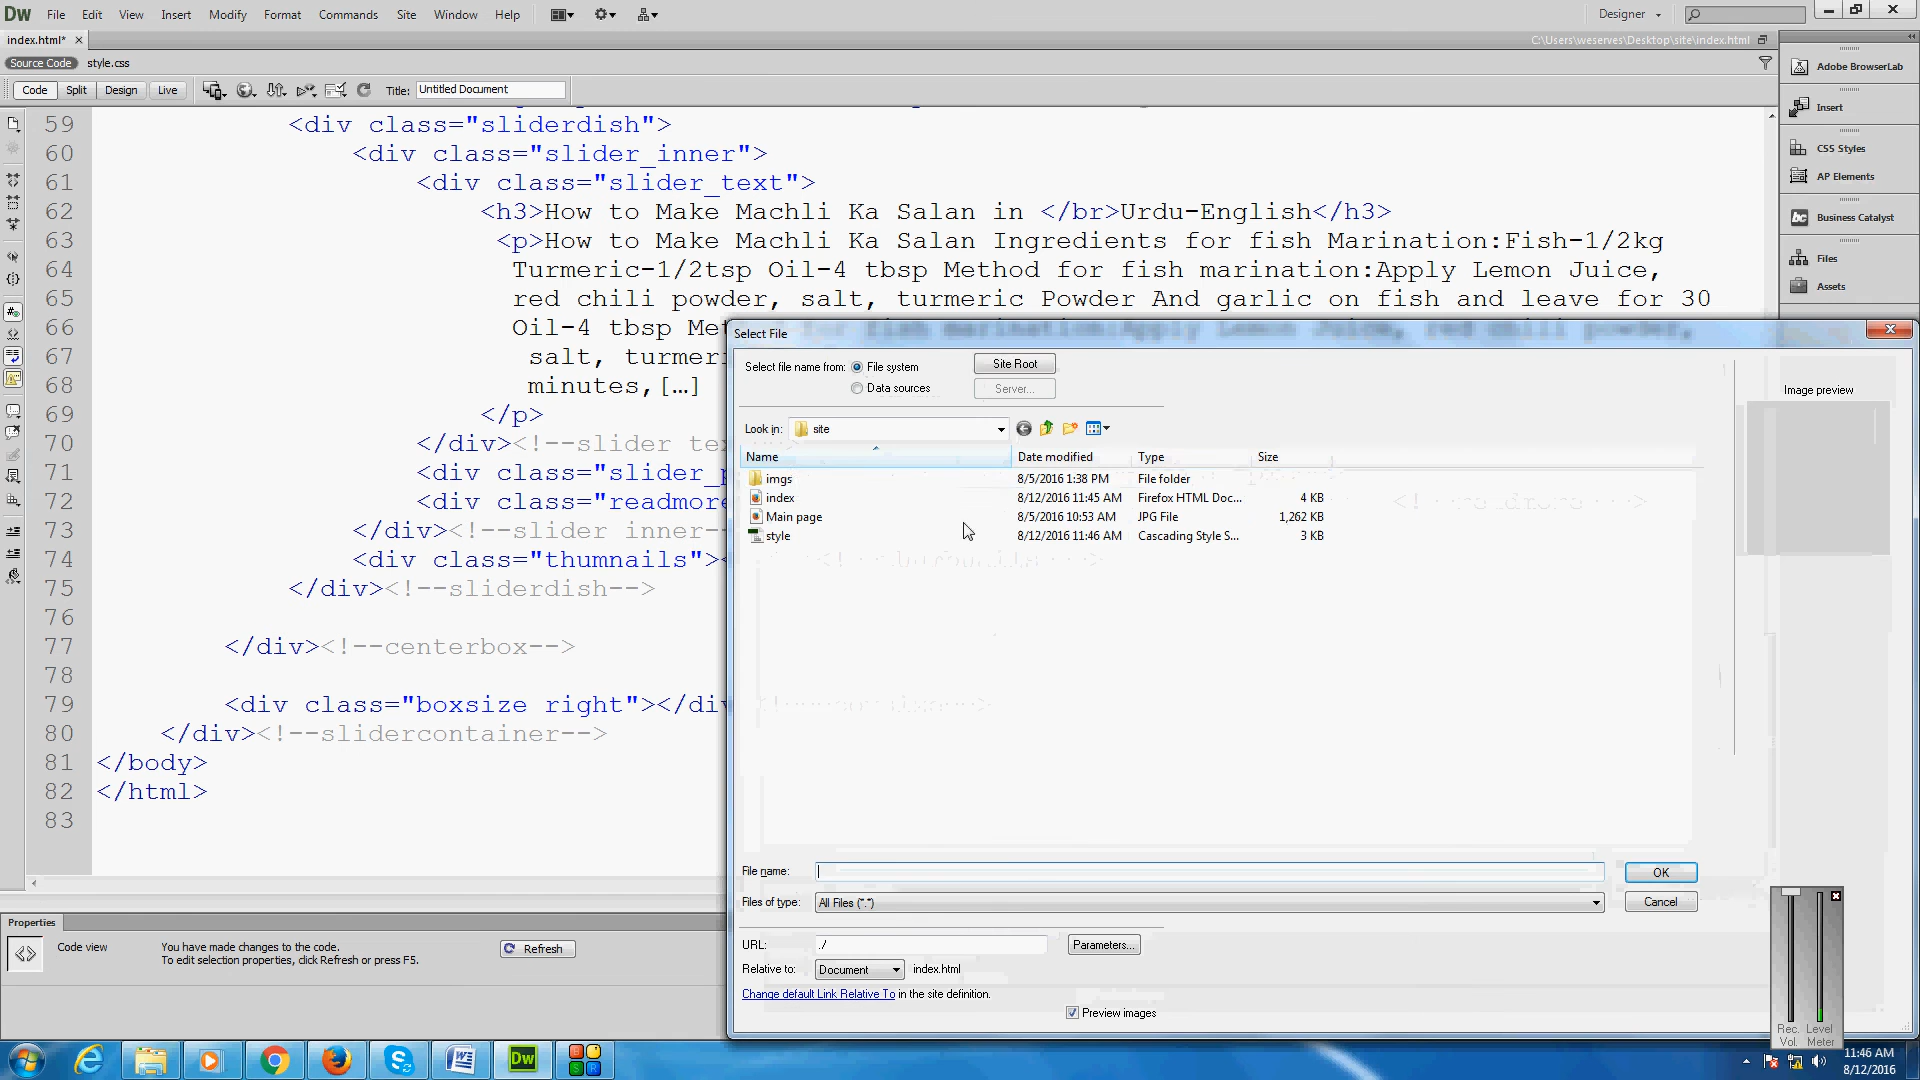 Dw File Edit View Insert Modify Format Commands Site Window Help Designer
index.html* C:\Users\weserves\Desktop\site\index.html
Source Code style.css
Code Split Design Live Title: Untitled Document
59 <div class="sliderdish">
60 <div class="slider_inner">
61 <div class="slider_text">
62 <h3>How to Make Machli Ka Salan in </br>Urdu-English</h3>
63 <p>How to Make Machli Ka Salan Ingredients for fish Marination:Fish-1/2kg
64 Turmeric-1/2tsp Oil-4 tbsp Method for fish marination:Apply Lemon Juice,
65 red chili powder, salt, turmeric Powder And garlic on fish and leave for 30
66 Oil-4 tbsp Met
67 salt, turmeri
68 minutes,[…]
69 </p>
70 </div><!--slider te
71 <div class="slider_p
72 <div class="readmore
73 </div><!--slider inner--
74 <div class="thumnails"><
75 </div><!--sliderdish-->
76
77 </div><!--centerbox-->
78
79 <div class="boxsize right"></div
80 </div><!--slidercontainer-->
81 </body>
82 </html>
83
Select File
Select file name from: File system Site Root
Data sources Server...
Image preview
Look in: site
Name Date modified Type Size
imgs 8/5/2016 1:38 PM File folder
index 8/12/2016 11:45 AM Firefox HTML Doc... 4 KB
Main page 8/5/2016 10:53 AM JPG File 1,262 KB
style 8/12/2016 11:46 AM Cascading Style S... 3 KB
File name: OK
Files of type: All Files (*.*) Cancel
URL: ./ Parameters...
Relative to: Document index.html
Change default Link Relative To in the site definition.
Preview images
Adobe BrowserLab
Insert
CSS Styles
AP Elements
Business Catalyst
Files
Assets
Properties
Code view You have made changes to the code. Refresh
To edit selection properties, click Refresh or press F5.
Rec. Level
Vol. Meter
11:46 AM
8/12/2016